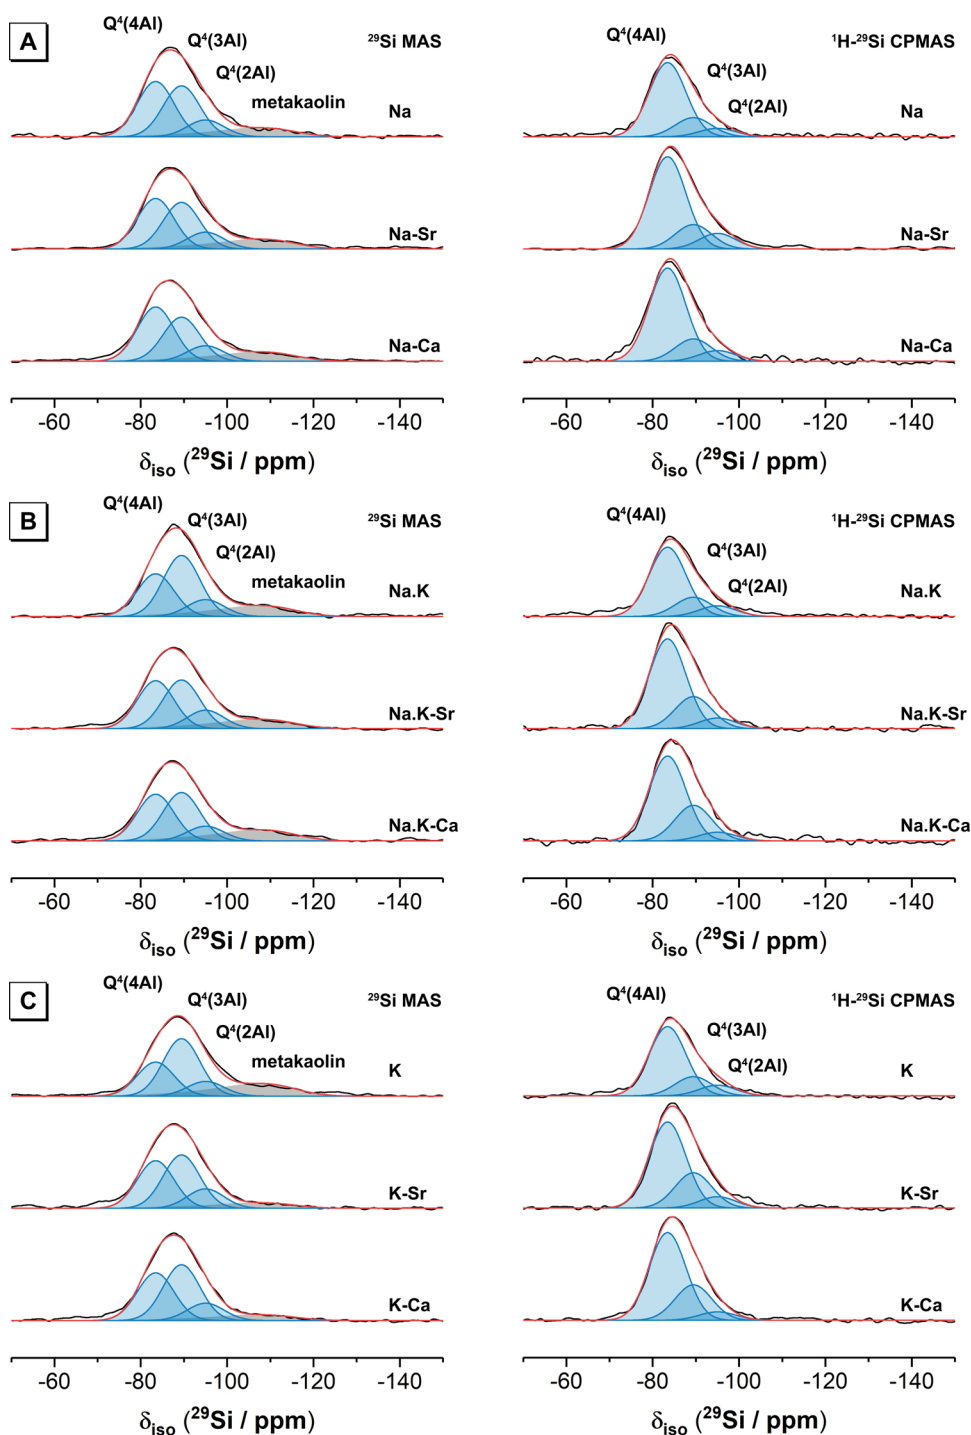 A
Q⁴(4Al)
Q⁴(3Al)
Q⁴(2Al)
metakaolin
²⁹Si MAS
Na
Na-Sr
Na-Ca
-60 -80 -100 -120 -140
δiso (²⁹Si / ppm)
Q⁴(4Al)
Q⁴(3Al)
Q⁴(2Al)
¹H-²⁹Si CPMAS
Na
Na-Sr
Na-Ca
-60 -80 -100 -120 -140
δiso (²⁹Si / ppm)
B
Q⁴(4Al)
Q⁴(3Al)
Q⁴(2Al)
metakaolin
²⁹Si MAS
Na.K
Na.K-Sr
Na.K-Ca
-60 -80 -100 -120 -140
δiso (²⁹Si / ppm)
Q⁴(4Al)
Q⁴(3Al)
Q⁴(2Al)
¹H-²⁹Si CPMAS
Na.K
Na.K-Sr
Na.K-Ca
-60 -80 -100 -120 -140
δiso (²⁹Si / ppm)
C
Q⁴(4Al)
Q⁴(3Al)
Q⁴(2Al)
metakaolin
²⁹Si MAS
K
K-Sr
K-Ca
-60 -80 -100 -120 -140
δiso (²⁹Si / ppm)
Q⁴(4Al)
Q⁴(3Al)
Q⁴(2Al)
¹H-²⁹Si CPMAS
K
K-Sr
K-Ca
-60 -80 -100 -120 -140
δiso (²⁹Si / ppm)